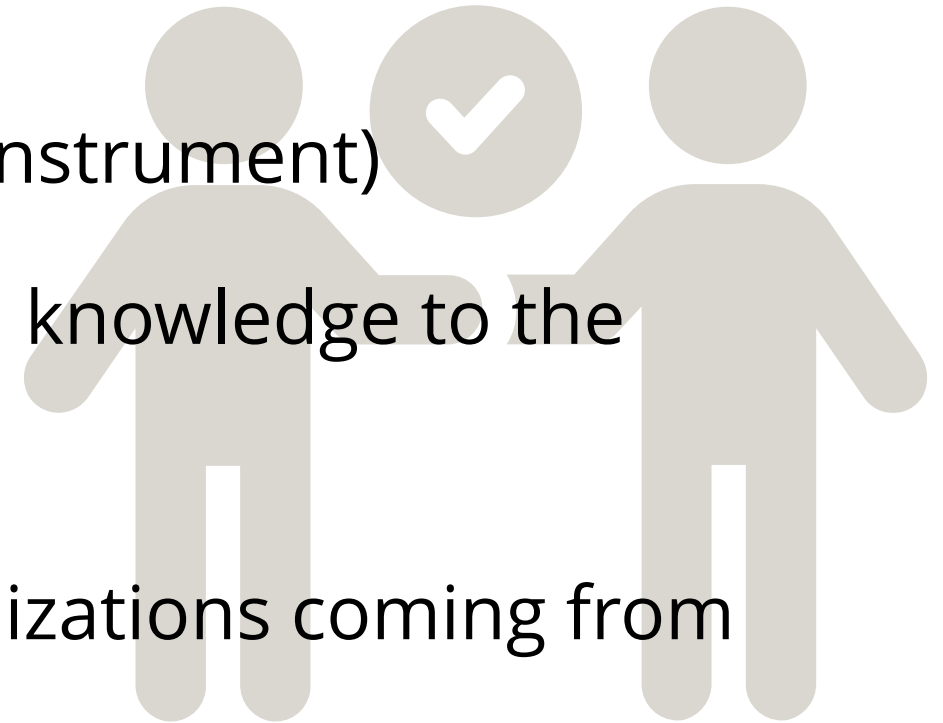 nstrument)
knowledge to the
izations coming from